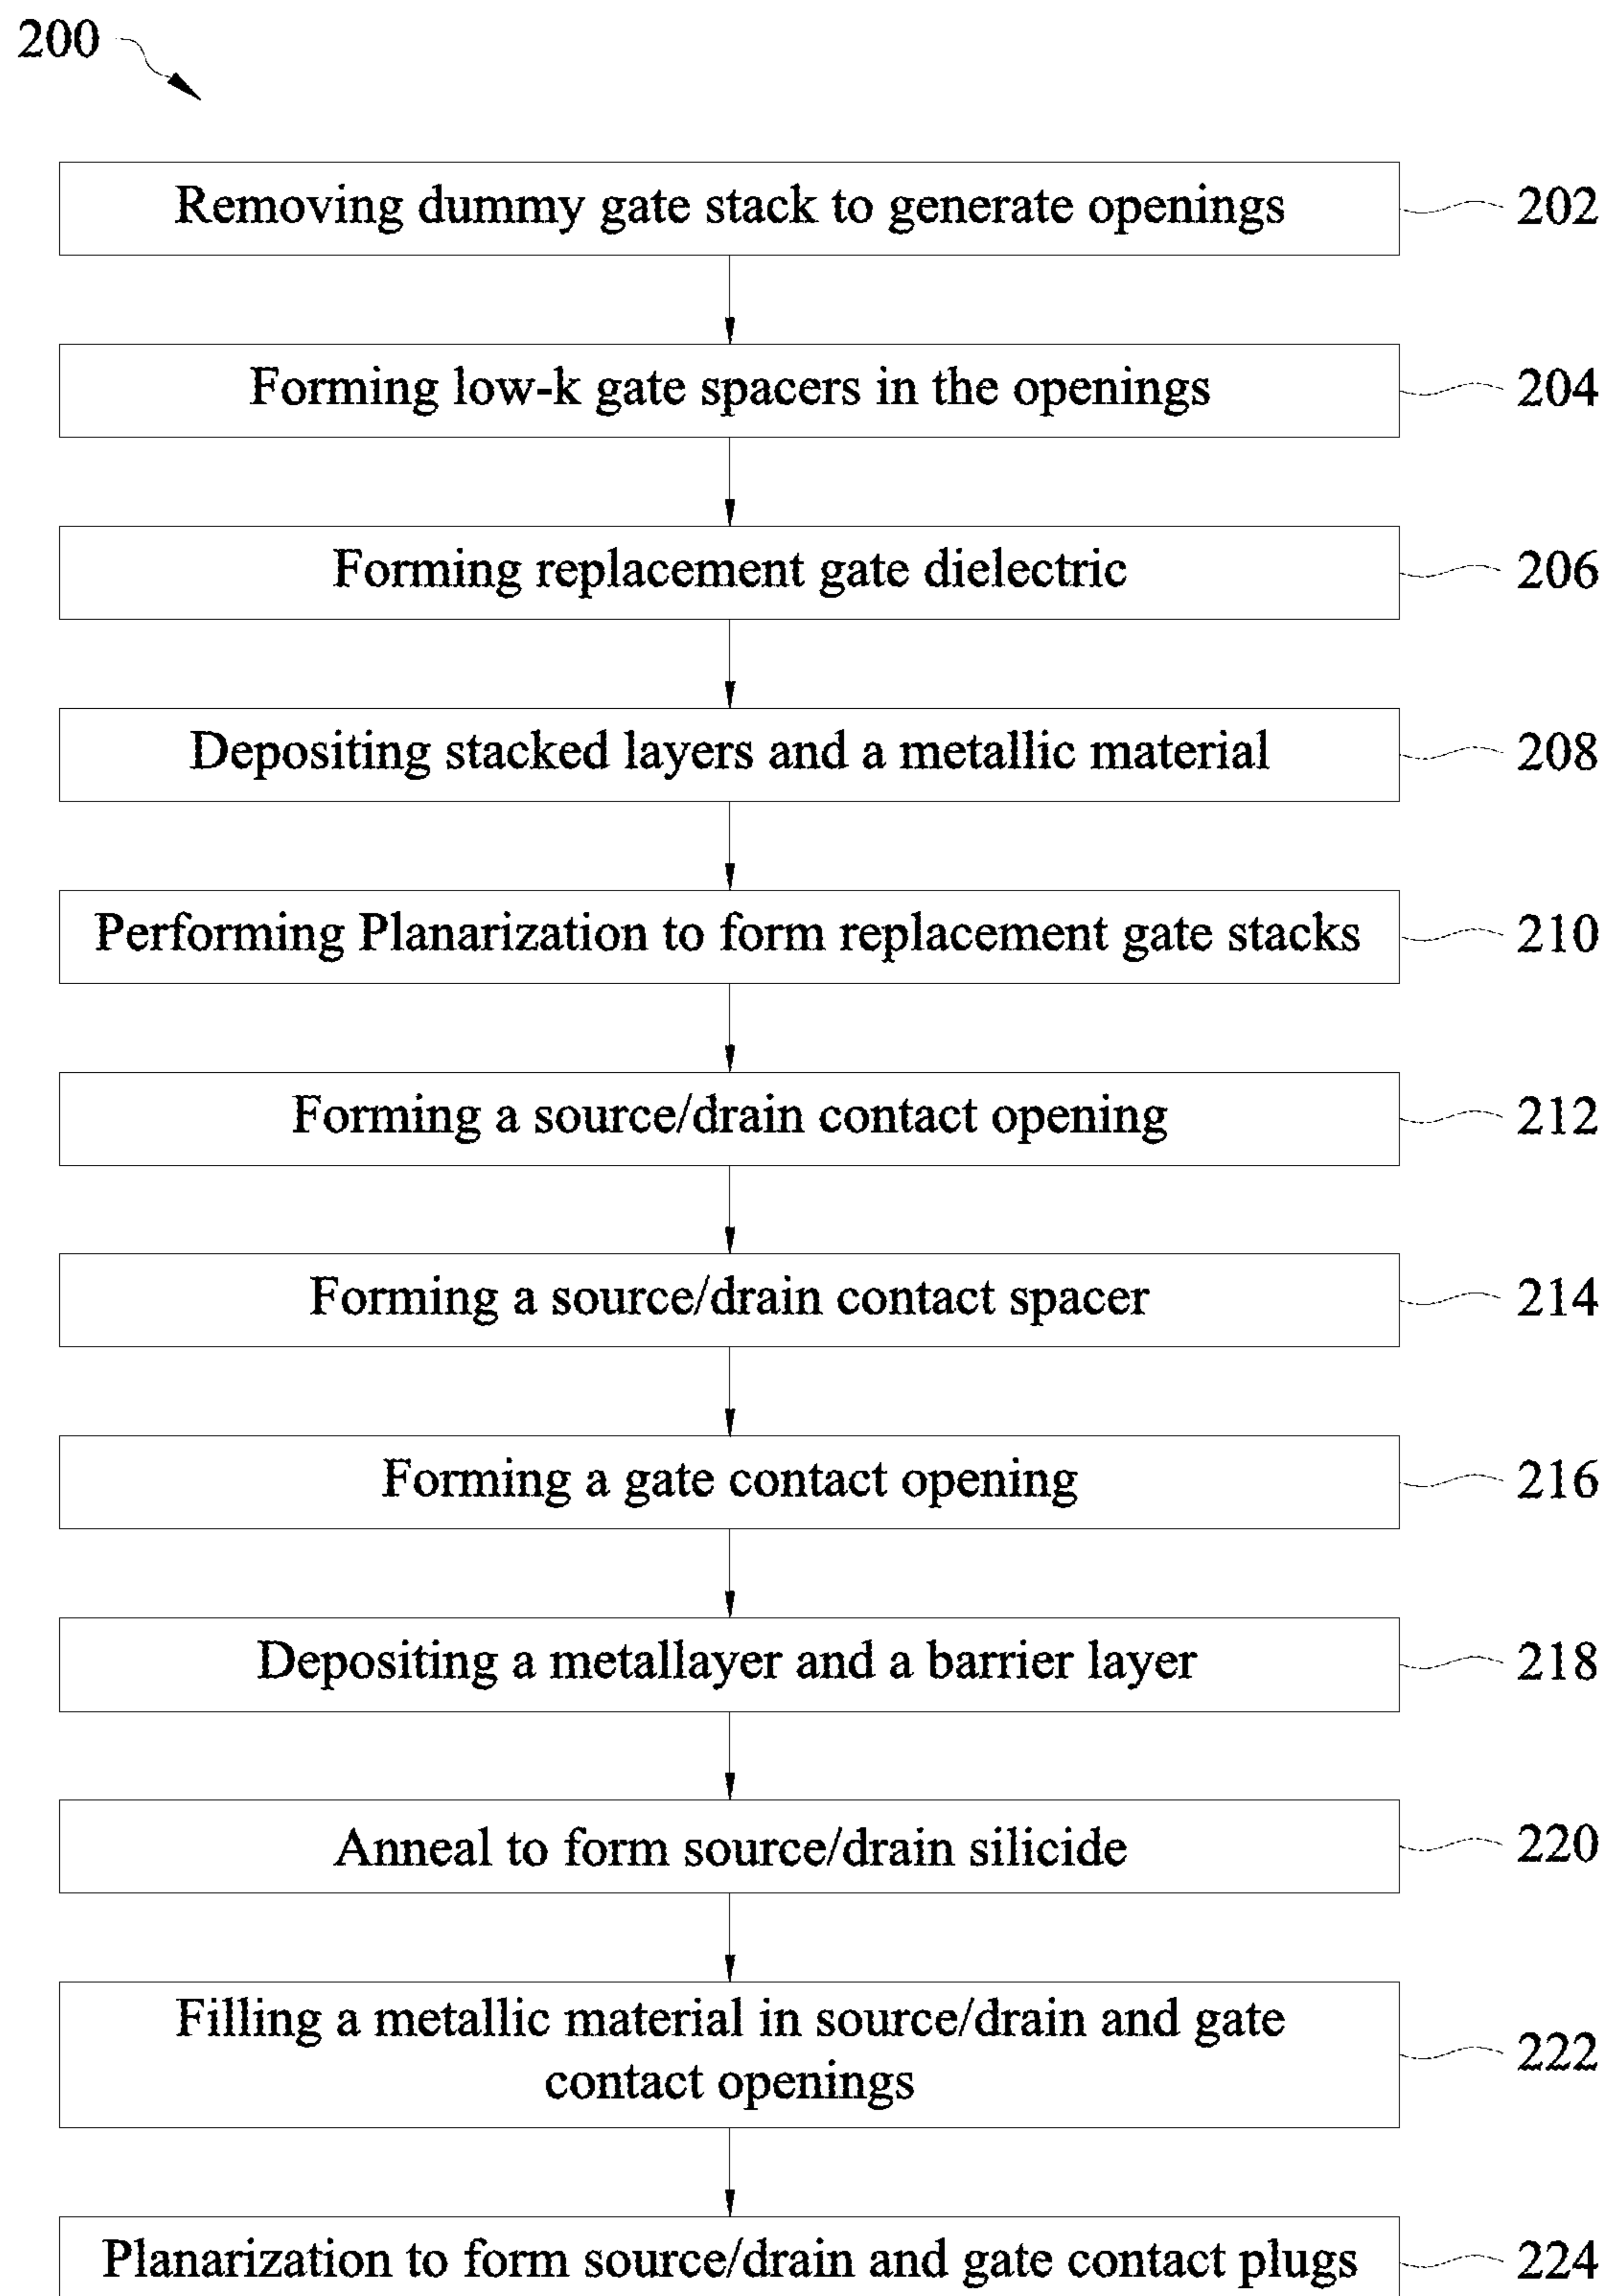 200
Removing dummy gate stack to generate openings 202
Forming low-k gate spacers in the openings 204
Forming replacement gate dielectric 206
Depositing stacked layers and a metallic material 208
Performing Planarization to form replacement gate stacks 210
Forming a source/drain contact opening 212
Forming a source/drain contact spacer 214
Forming a gate contact opening 216
Depositing a metallayer and a barrier layer 218
Anneal to form source/drain silicide 220
Filling a metallic material in source/drain and gate
contact openings 222
Planarization to form source/drain and gate contact plugs 224